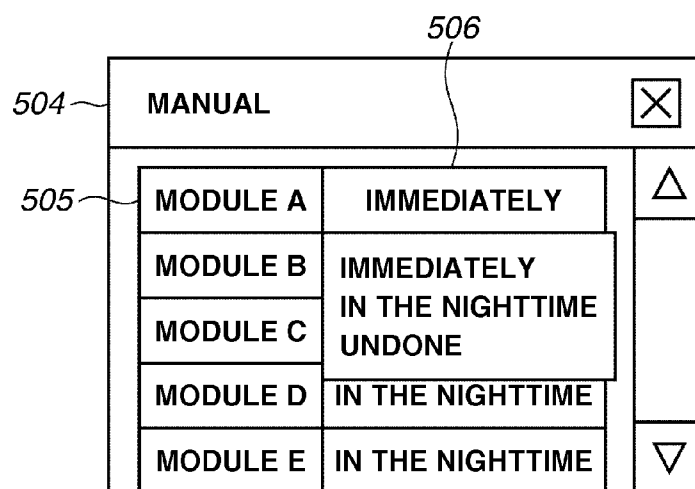 506
504 MANUAL
505 MODULE A IMMEDIATELY
MODULE B
IMMEDIATELY
IN THE NIGHTTIME
UNDONE
MODULE C
MODULE D IN THE NIGHTTIME
MODULE E IN THE NIGHTTIME